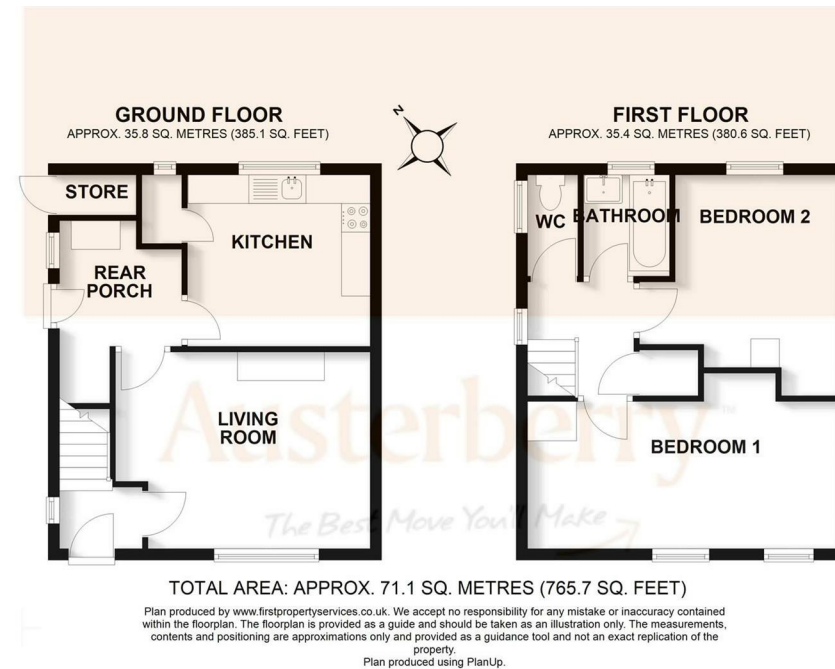 GROUND FLOOR
APPROX. 35.8 SQ. METRES (385.1 SQ. FEET)
N
FIRST FLOOR
APPROX. 35.4 SQ. METRES (380.6 SQ. FEET)
STORE
KITCHEN
REAR
PORCH
LIVING
ROOM
WC
BATHROOM
BEDROOM 2
BEDROOM 1
Austerberry™
The Best Move You'll Make
TOTAL AREA: APPROX. 71.1 SQ. METRES (765.7 SQ. FEET)
Plan produced by www.firstpropertyservices.co.uk. We accept no responsibility for any mistake or inaccuracy contained
within the floorplan. The floorplan is provided as a guide and should be taken as an illustration only. The measurements,
contents and positioning are approximations only and provided as a guidance tool and not an exact replication of the
property.
Plan produced using PlanUp.